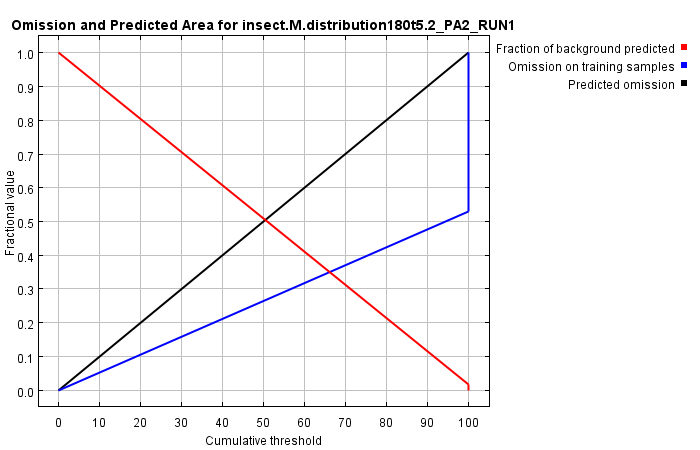 Omission and Predicted Area for insect.M.distribution180t5.2_PA2_RUN1
Fraction of background predicted
Omission on training samples
Predicted omission
Fractional value
1.0
0.9
0.8
0.7
0.6
0.5
0.4
0.3
0.2
0.1
0.0
0 10 20 30 40 50 60 70 80 90 100
Cumulative threshold